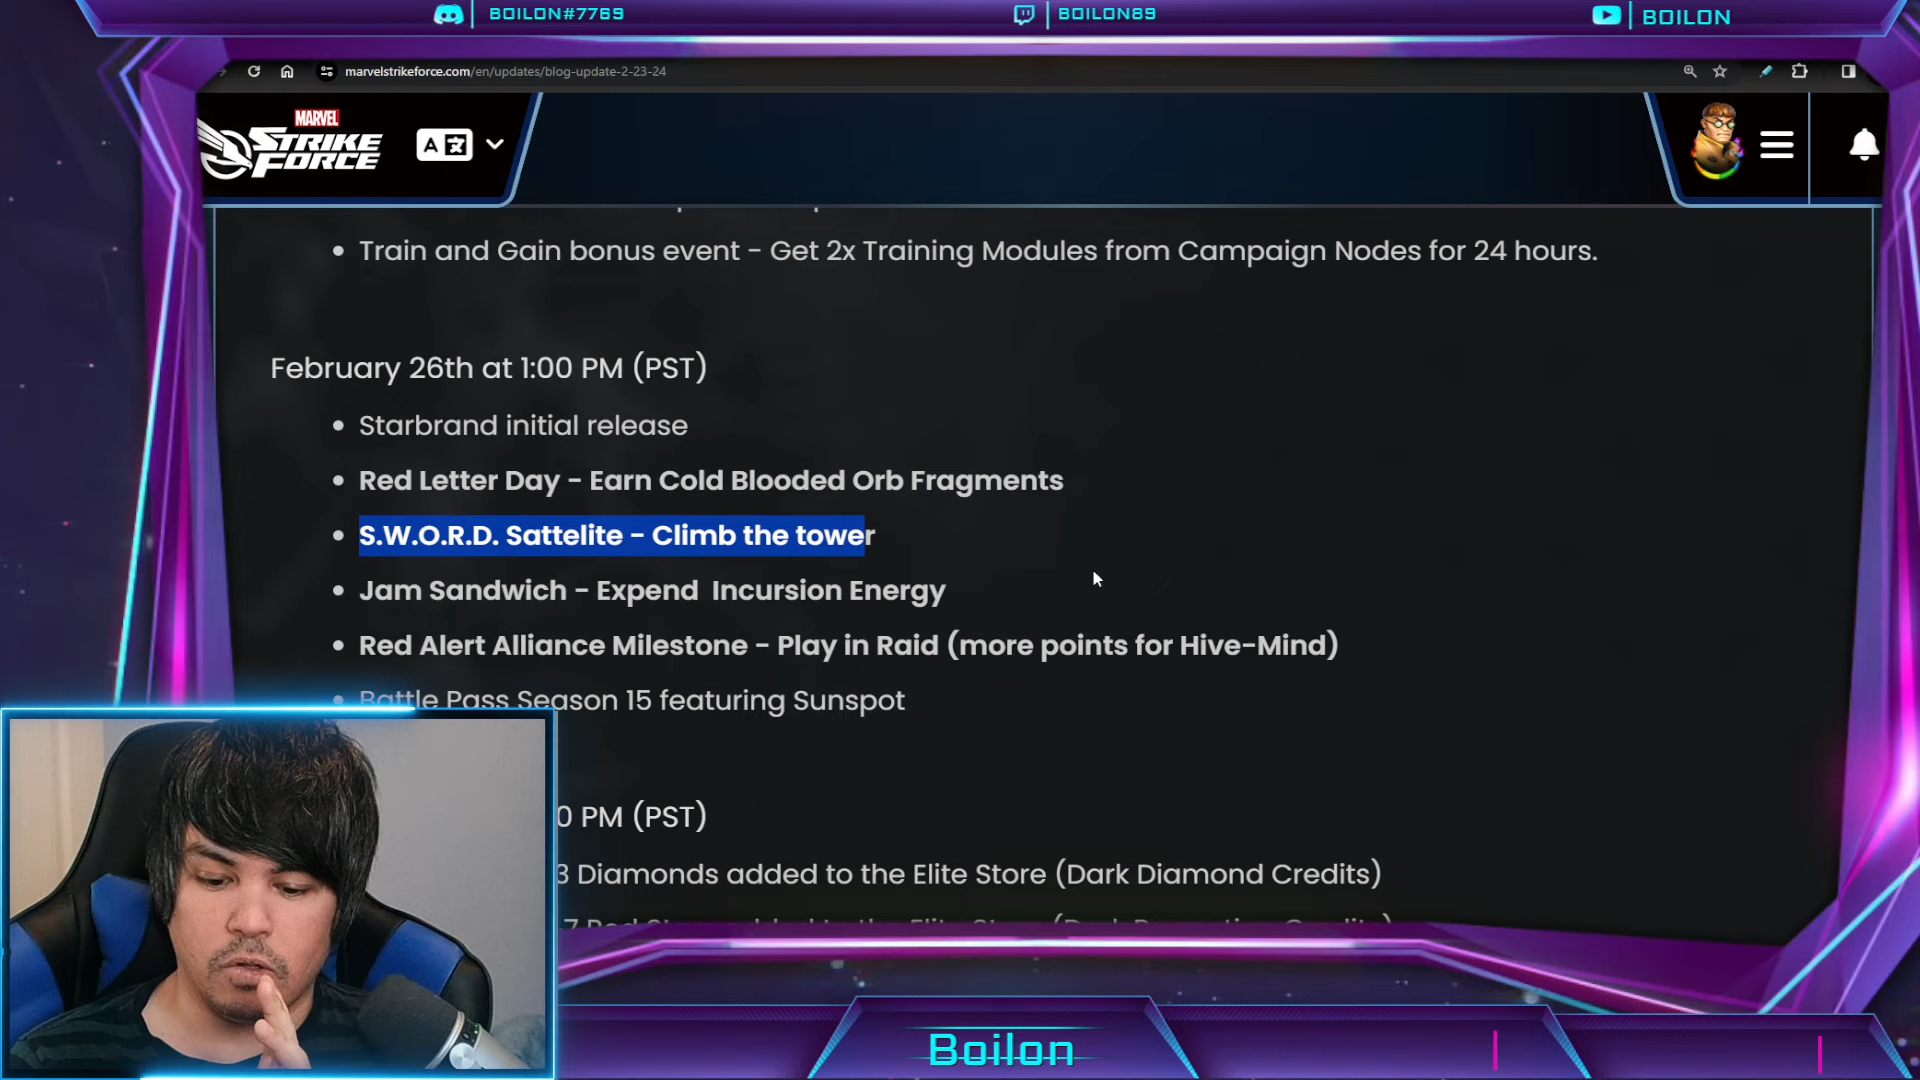 BOILON#7769
BOILON89
BOILON
marvelstrikeforce.com/en/updates/blog-update-2-23-24
MARVEL
STRIKE
FORCE
A
• Train and Gain bonus event - Get 2x Training Modules from Campaign Nodes for 24 hours.
February 26th at 1:00 PM (PST)
• Starbrand initial release
• Red Letter Day - Earn Cold Blooded Orb Fragments
• S.W.O.R.D. Sattelite - Climb the tower
• Jam Sandwich - Expend Incursion Energy
• Red Alert Alliance Milestone - Play in Raid (more points for Hive-Mind)
• Battle Pass Season 15 featuring Sunspot
0 PM (PST)
3 Diamonds added to the Elite Store (Dark Diamond Credits)
Boilon